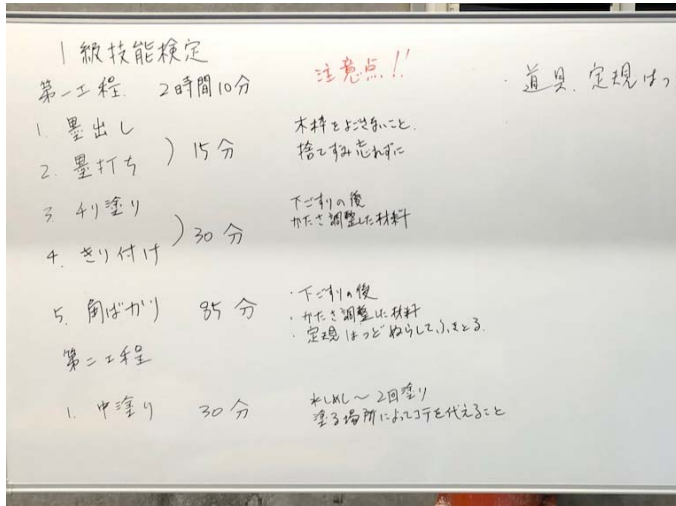 1級技能検定
注意点!!
・道具.定規はつ
第一工程. 2時間10分
1. 墨出し
2. 墨打ち
) 15分
木枠をよごさないこと.
捨てずみ忘れずに
3. チリ塗り
4. きり付け
) 30分
下ごすりの後
かたさ調整した材料
5. 角ばかり 85分
・下ごすりの後
・かたさ調整した材料
・定規はつどぬらして、ふきとる.
第二工程
1. 中塗り 30分
水しめし〜2回塗り
塗る場所によってコテを代えること